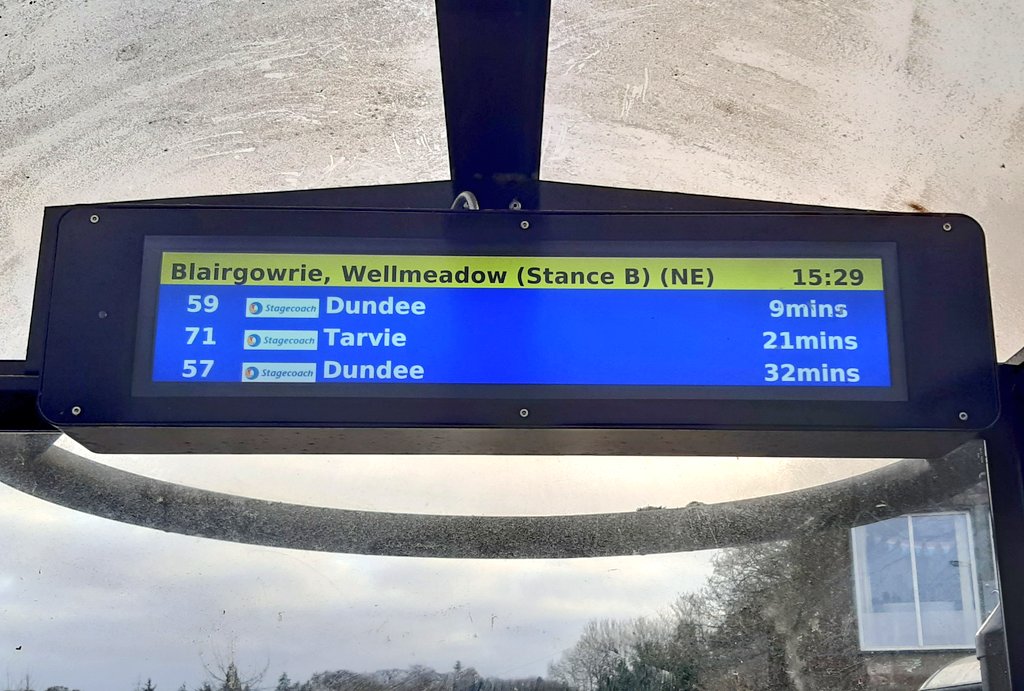 Blairgowrie, Wellmeadow (Stance B) (NE) 15:29
59 Stagecoach Dundee 9mins
71 Stagecoach Tarvie 21mins
57 Stagecoach Dundee 32mins